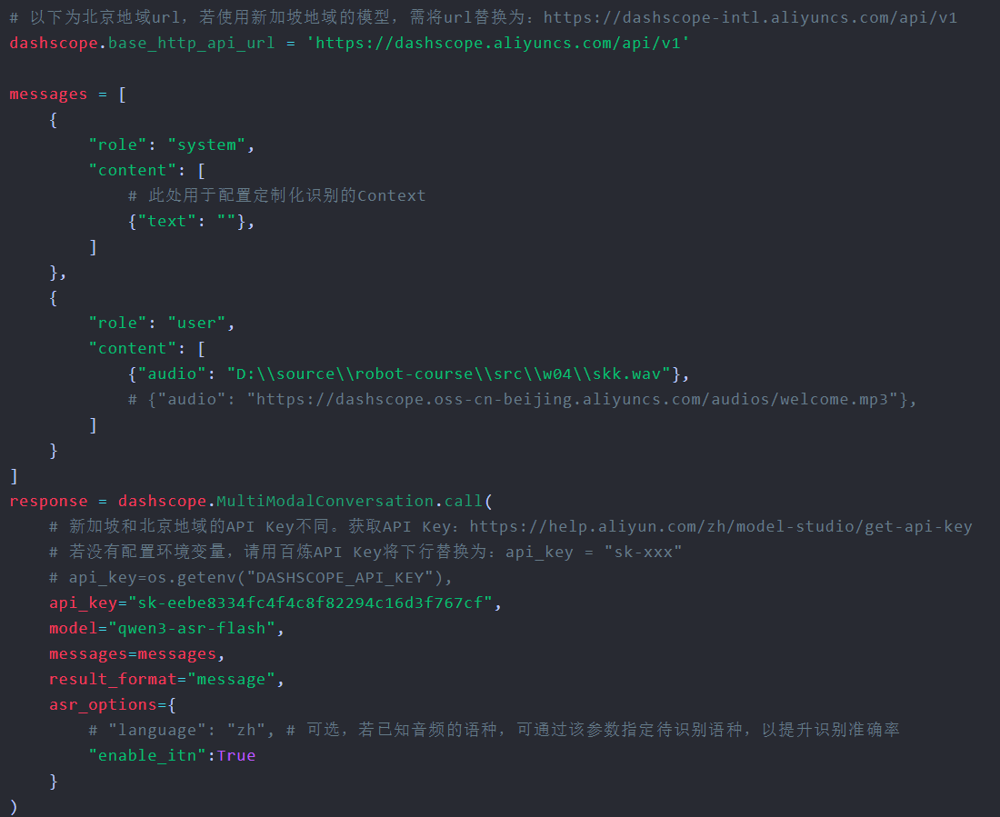 # 以下为北京地域url，若使用新加坡地域的模型，需将url替换为：https://dashscope-intl.aliyuncs.com/api/v1
dashscope.base_http_api_url = 'https://dashscope.aliyuncs.com/api/v1'

messages = [
    {
        "role": "system",
        "content": [
            # 此处用于配置定制化识别的Context
            {"text": ""},
        ]
    },
    {
        "role": "user",
        "content": [
            {"audio": "D:\\source\\robot-course\\src\\w04\\skk.wav"},
            # {"audio": "https://dashscope.oss-cn-beijing.aliyuncs.com/audios/welcome.mp3"},
        ]
    }
]
response = dashscope.MultiModalConversation.call(
    # 新加坡和北京地域的API Key不同。获取API Key：https://help.aliyun.com/zh/model-studio/get-api-key
    # 若没有配置环境变量，请用百炼API Key将下行替换为：api_key = "sk-xxx"
    # api_key=os.getenv("DASHSCOPE_API_KEY"),
    api_key="sk-eebe8334fc4f4c8f82294c16d3f767cf",
    model="qwen3-asr-flash",
    messages=messages,
    result_format="message",
    asr_options={
        # "language": "zh", # 可选，若已知音频的语种，可通过该参数指定待识别语种，以提升识别准确率
        "enable_itn":True
    }
)